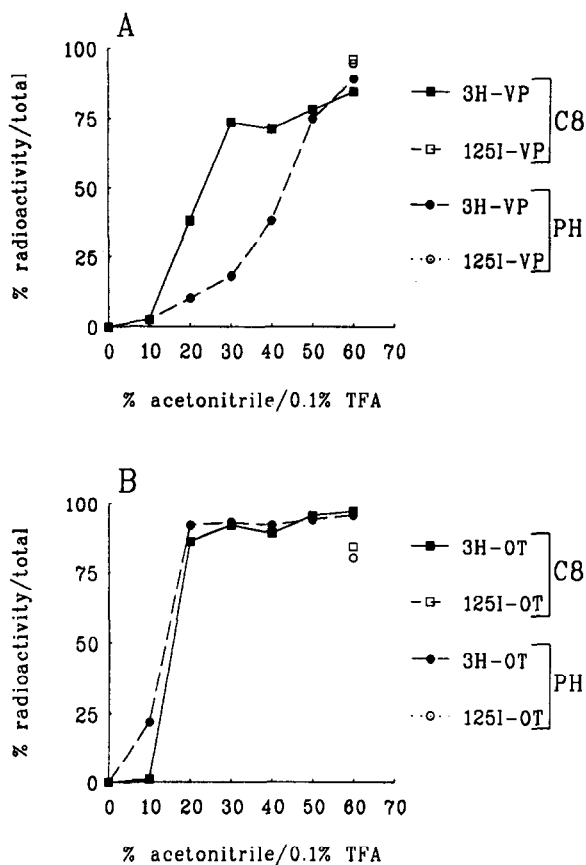 A
% radioactivity/total
100
75
50
25
0
0 10 20 30 40 50 60 70
% acetonitrile/0.1% TFA
3H-VP
125I-VP
C8
3H-VP
125I-VP
PH
B
% radioactivity/total
100
75
50
25
0
0 10 20 30 40 50 60 70
% acetonitrile/0.1% TFA
3H-OT
125I-OT
C8
3H-OT
125I-OT
PH